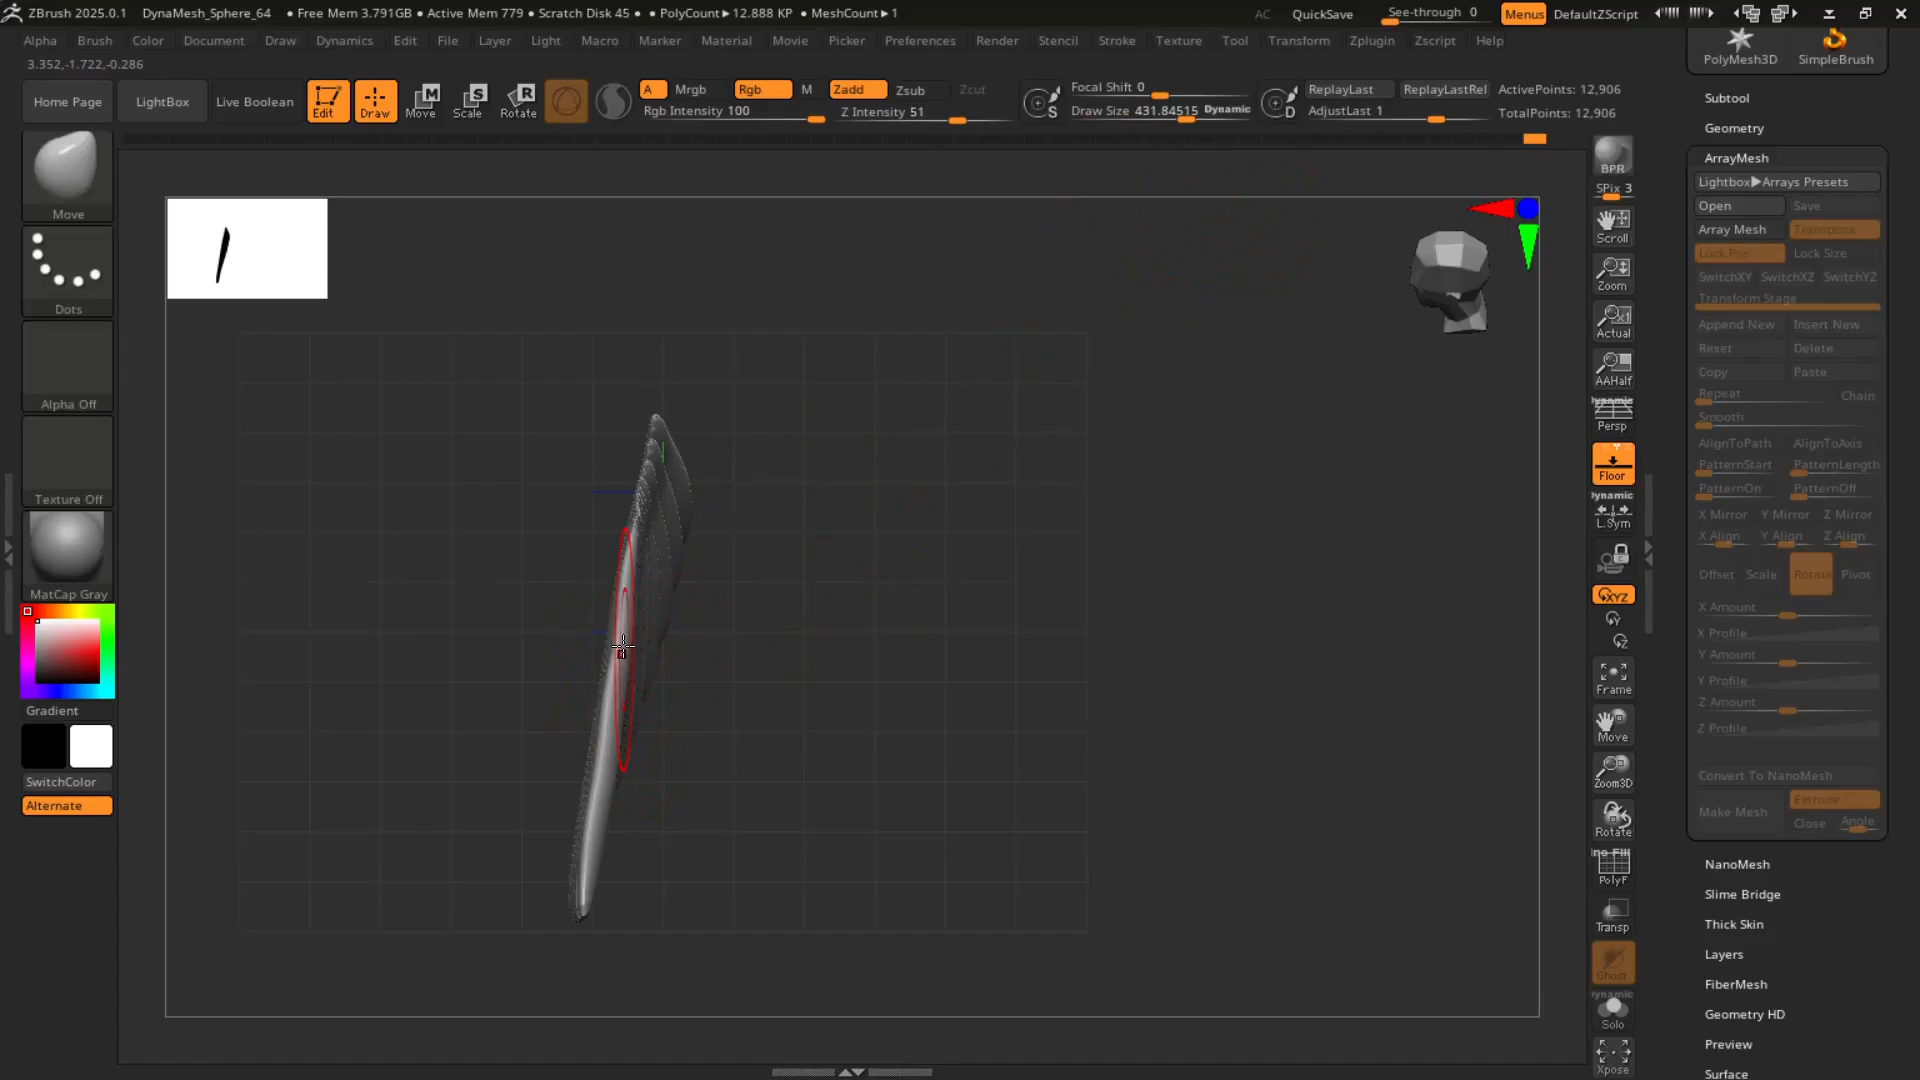 ZBrush 2025.0.1 DynaMesh_Sphere_64 • Free Mem 3.791GB • Active Mem 779 • Scratch Disk 45 • PolyCount▸12.888 KP • MeshCount▸1 AC QuickSave See-through 0 Menus DefaultZScript
Alpha Brush Color Document Draw Dynamics Edit File Layer Light Macro Marker Material Movie Picker Preferences Render Stencil Stroke Texture Tool Transform Zplugin Zscript Help
3.352,-1.722,-0.286
PolyMesh3D SimpleBrush
Home Page LightBox Live Boolean Edit Draw Move Scale Rotate
A Mrgb Rgb M Zadd Zsub Zcut
Rgb Intensity 100 Z Intensity 51
Focal Shift 0
Draw Size 431.84515 Dynamic
ReplayLast ReplayLastRel ActivePoints: 12,906
AdjustLast 1 TotalPoints: 12,906
Move
Dots
Alpha Off
Texture Off
MatCap Gray
Gradient
SwitchColor
Alternate
BPR
SPix 3
Scroll
Zoom
Actual
AAHalf
Dynamic
Persp
Floor
Dynamic
L.Sym
XYZ
Frame
Move
Zoom3D
Rotate
PolyF
Transp
Ghost
Dynamic
Solo
Xpose
Subtool
Geometry
ArrayMesh
Lightbox▶Arrays Presets
Open Save
Array Mesh Transpose
Lock Pos Lock Size
SwitchXY SwitchXZ SwitchYZ
Transform Stage
Append New Insert New
Reset Delete
Copy Paste
Repeat Chain
Smooth
AlignToPath AlignToAxis
PatternStart PatternLength
PatternOn PatternOff
X Mirror Y Mirror Z Mirror
X Align Y Align Z Align
Offset Scale Rotate Pivot
X Amount
X Profile
Y Amount
Y Profile
Z Amount
Z Profile
Convert To NanoMesh
Make Mesh Extrude
Close Angle
NanoMesh
Slime Bridge
Thick Skin
Layers
FiberMesh
Geometry HD
Preview
Surface